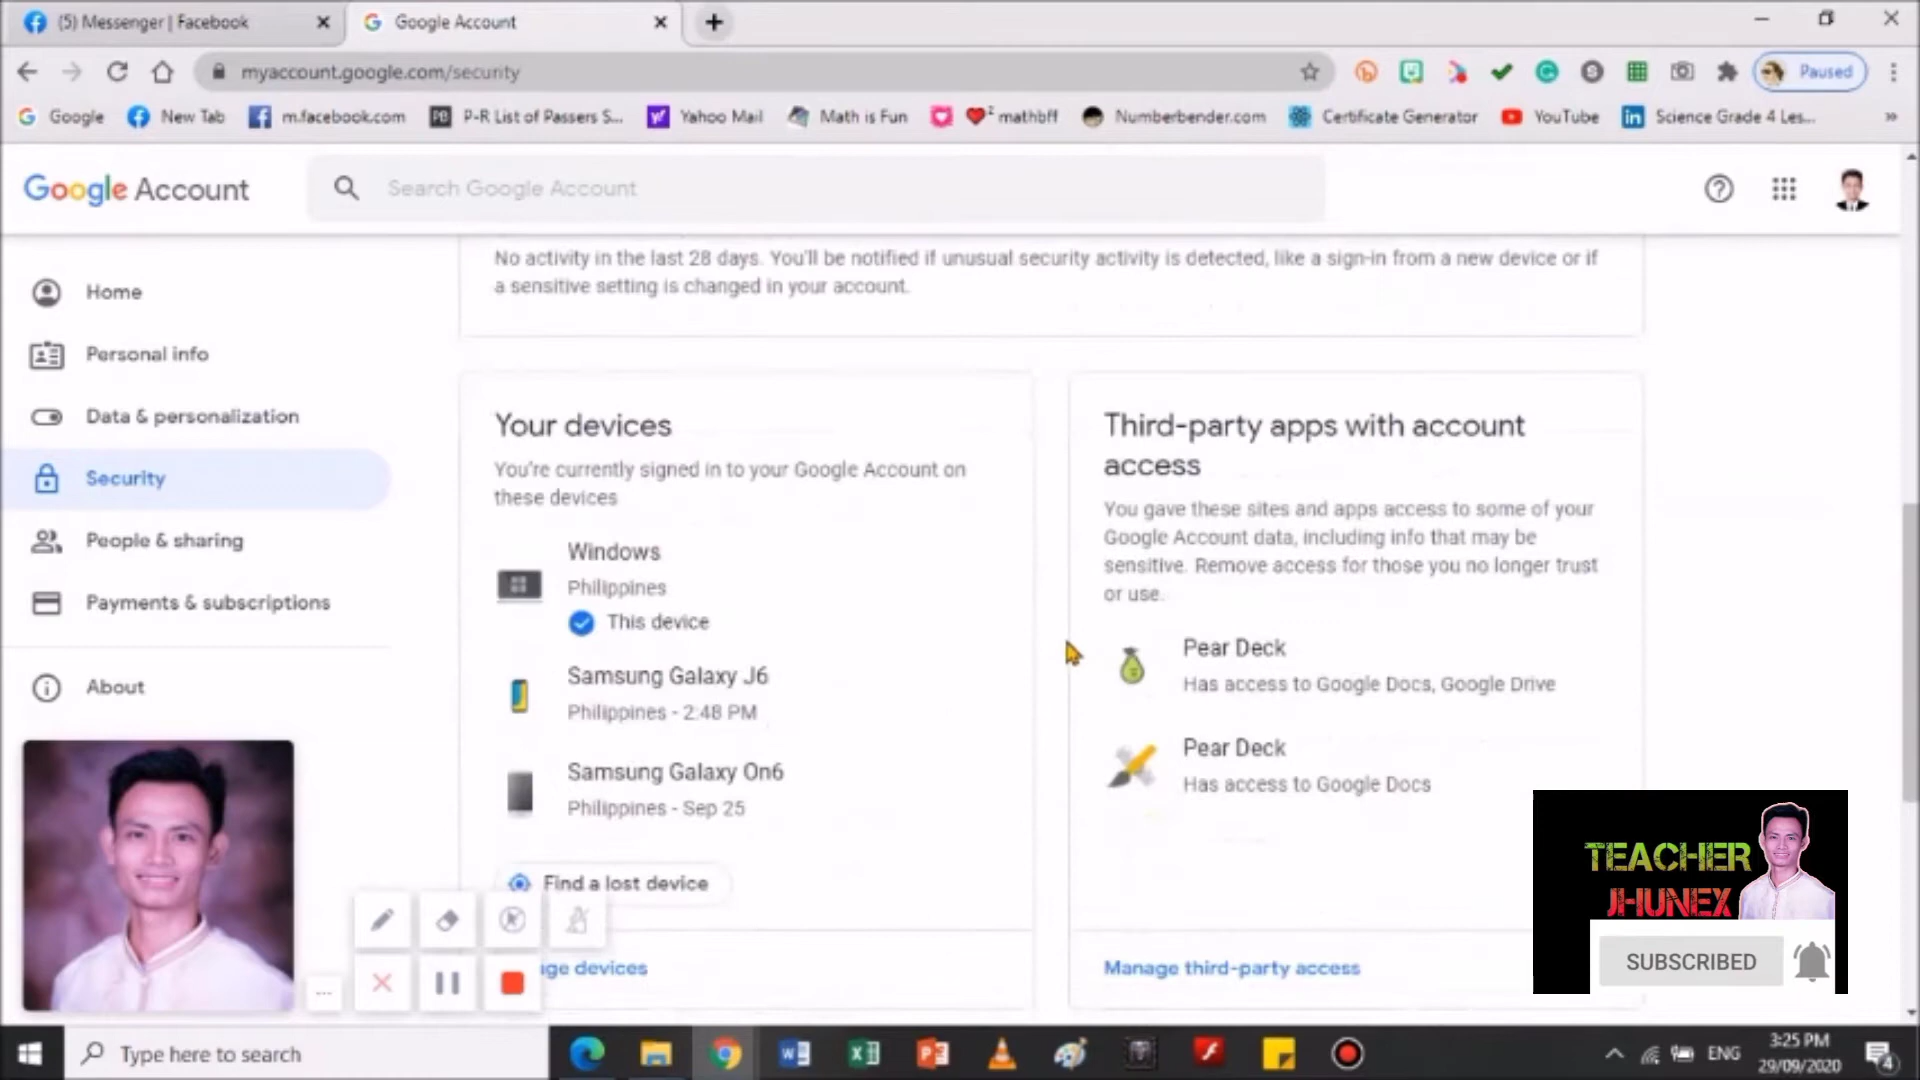 (5) Messenger | Facebook
Google Account
myaccount.google.com/security
Paused
Google
New Tab
m.facebook.com
P-R List of Passers S...
Yahoo Mail
Math is Fun
mathbff
Numberbender.com
Certificate Generator
YouTube
Science Grade 4 Les...
»
Google Account
Search Google Account
No activity in the last 28 days. You'll be notified if unusual security activity is detected, like a sign-in from a new device or if
a sensitive setting is changed in your account.
Home
Personal info
Data & personalization
Security
People & sharing
Payments & subscriptions
About
Your devices
You're currently signed in to your Google Account on
these devices
Windows
Philippines
This device
Samsung Galaxy J6
Philippines - 2:48 PM
Samsung Galaxy On6
Philippines - Sep 25
Find a lost device
ge devices
Third-party apps with account
access
You gave these sites and apps access to some of your
Google Account data, including info that may be
sensitive. Remove access for those you no longer trust
or use.
Pear Deck
Has access to Google Docs, Google Drive
Pear Deck
Has access to Google Docs
Manage third-party access
TEACHER
JHUNEX
SUBSCRIBED
Type here to search
ENG
3:25 PM
29/09/2020
4